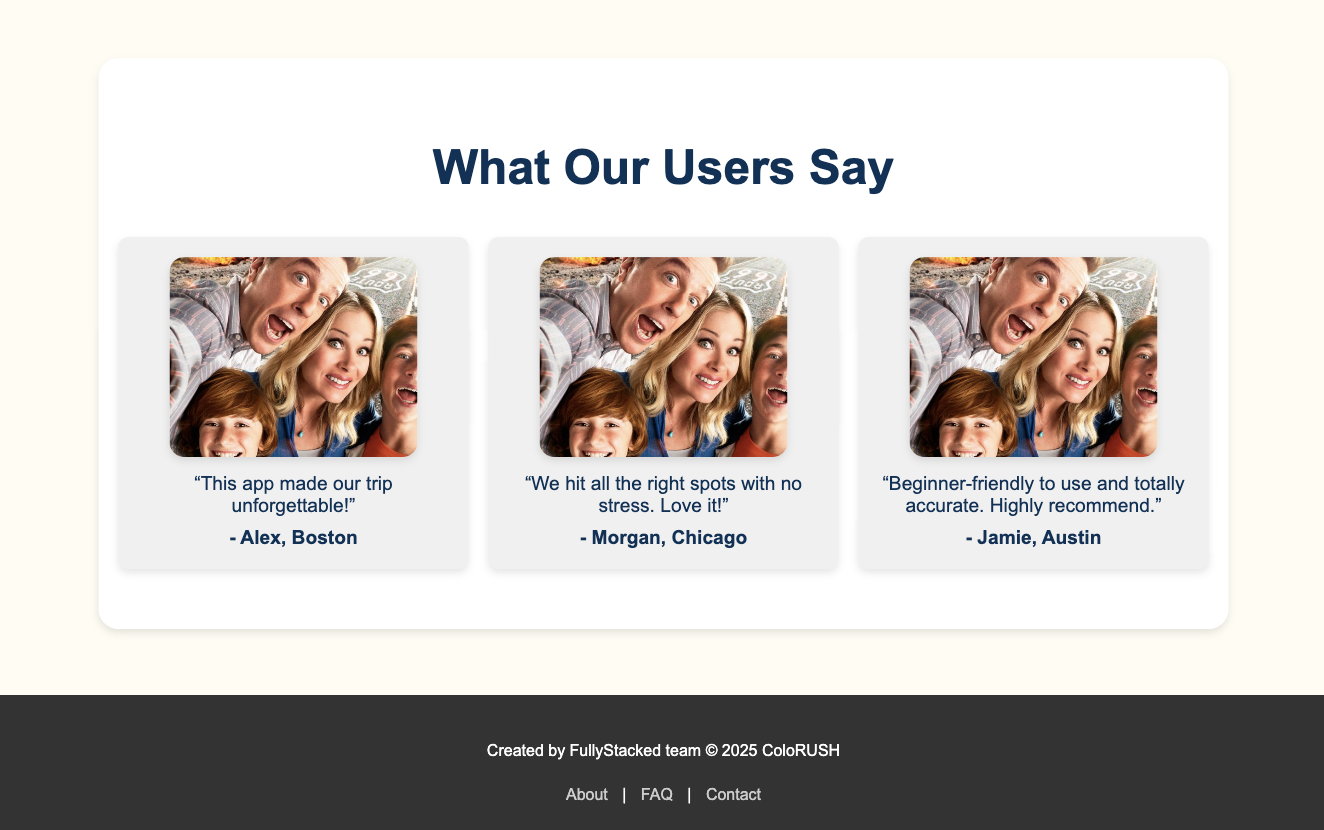 What Our Users Say
“This app made our trip
unforgettable!”
- Alex, Boston
“We hit all the right spots with no
stress. Love it!”
- Morgan, Chicago
“Beginner-friendly to use and totally
accurate. Highly recommend.”
- Jamie, Austin
Created by FullyStacked team © 2025 ColoRUSH
About | FAQ | Contact